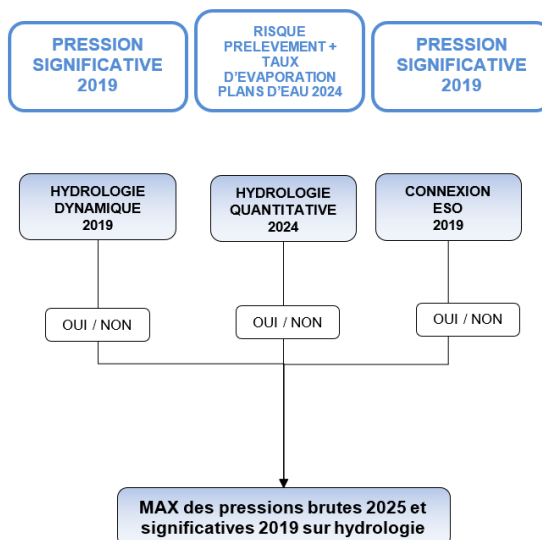 PRESSION
SIGNIFICATIVE
2019
RISQUE
PRELEVEMENT +
TAUX
D'EVAPORATION
PLANS D'EAU 2024
PRESSION
SIGNIFICATIVE
2019
HYDROLOGIE
DYNAMIQUE
2019
HYDROLOGIE
QUANTITATIVE
2024
CONNEXION
ESO
2019
OUI / NON
OUI / NON
OUI / NON
MAX des pressions brutes 2025 et
significatives 2019 sur hydrologie